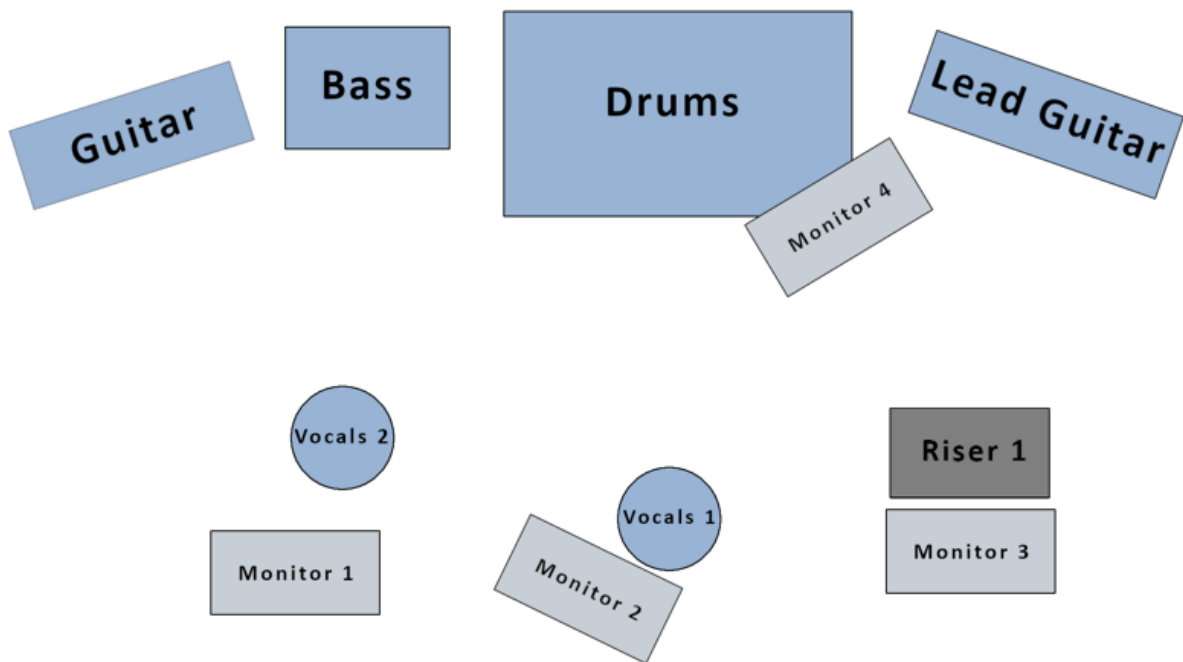 Guitar
Bass
Drums
Lead Guitar
Monitor 4
Vocals 2
Vocals 1
Riser 1
Monitor 1
Monitor 2
Monitor 3